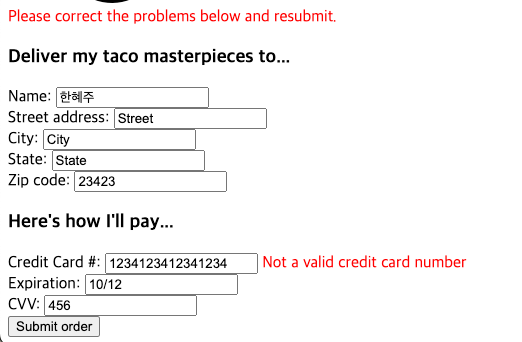 Please correct the problems below and resubmit.
Deliver my taco masterpieces to...
Name: 한혜주
Street address: Street
City: City
State: State
Zip code: 23423
Here's how I'll pay...
Credit Card #: 1234123412341234 Not a valid credit card number
Expiration: 10/12
CVV: 456
Submit order